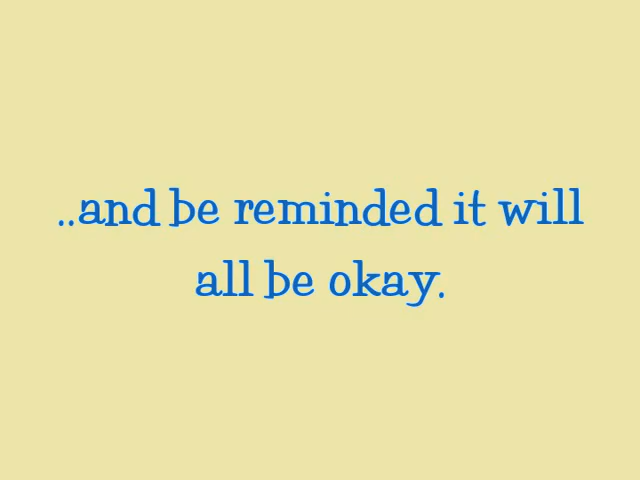 ..and be reminded it will
all be okay.